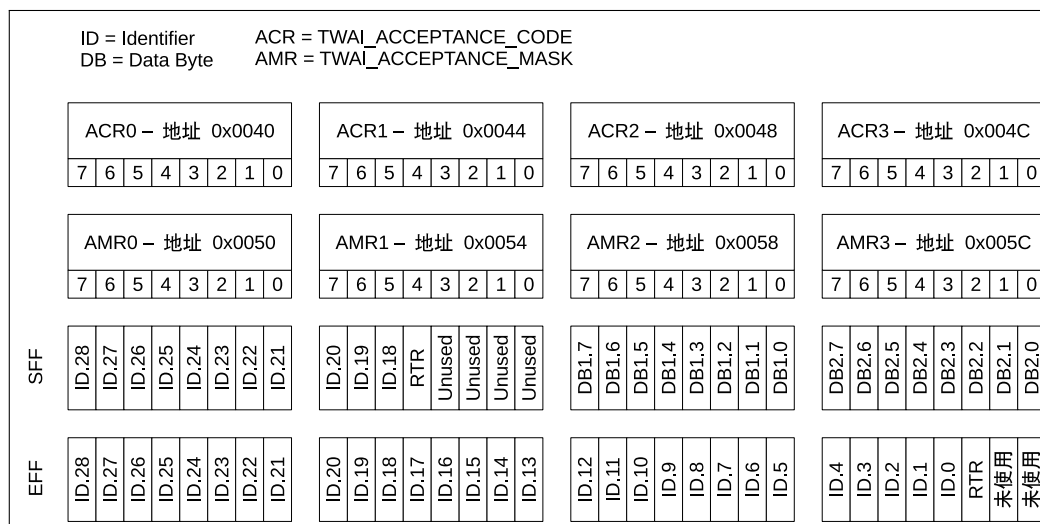 ID = Identifier ACR = TWAI_ACCEPTANCE_CODE
DB = Data Byte AMR = TWAI_ACCEPTANCE_MASK
ACR0 – 地址 0x0040 ACR1 – 地址 0x0044 ACR2 – 地址 0x0048 ACR3 – 地址 0x004C
7 6 5 4 3 2 1 0 7 6 5 4 3 2 1 0 7 6 5 4 3 2 1 0 7 6 5 4 3 2 1 0
AMR0 – 地址 0x0050 AMR1 – 地址 0x0054 AMR2 – 地址 0x0058 AMR3 – 地址 0x005C
7 6 5 4 3 2 1 0 7 6 5 4 3 2 1 0 7 6 5 4 3 2 1 0 7 6 5 4 3 2 1 0
SFF ID.28 ID.27 ID.26 ID.25 ID.24 ID.23 ID.22 ID.21 ID.20 ID.19 ID.18 RTR Unused Unused Unused Unused DB1.7 DB1.6 DB1.5 DB1.4 DB1.3 DB1.2 DB1.1 DB1.0 DB2.7 DB2.6 DB2.5 DB2.4 DB2.3 DB2.2 DB2.1 DB2.0
EFF ID.28 ID.27 ID.26 ID.25 ID.24 ID.23 ID.22 ID.21 ID.20 ID.19 ID.18 ID.17 ID.16 ID.15 ID.14 ID.13 ID.12 ID.11 ID.10 ID.9 ID.8 ID.7 ID.6 ID.5 ID.4 ID.3 ID.2 ID.1 ID.0 RTR 未使用 未使用